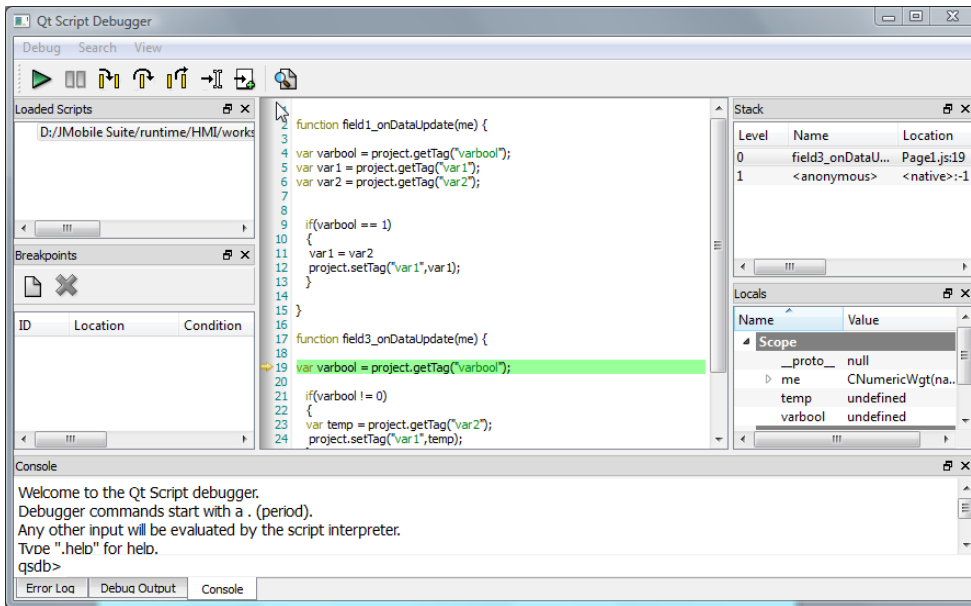 Qt Script Debugger
Debug Search View
Loaded Scripts
D:/JMobile Suite/runtime/HMI/works
Breakpoints
ID Location Condition
2 function field1_onDataUpdate(me) {
3
4 var varbool = project.getTag("varbool");
5 var var1 = project.getTag("var1");
6 var var2 = project.getTag("var2");
7
8
9 if(varbool == 1)
10 {
11 var1 = var2
12 project.setTag("var1",var1);
13 }
14
15 }
16
17 function field3_onDataUpdate(me) {
18
19 var varbool = project.getTag("varbool");
20
21 if(varbool != 0)
22 {
23 var temp = project.getTag("var2");
24 project.setTag("var1",temp);
Stack
Level Name Location
0 field3_onDataU... Page1.js:19
1 <anonymous> <native>:-1
Locals
Name Value
Scope
__proto__ null
me CNumericWgt(na..
temp undefined
varbool undefined
Console
Welcome to the Qt Script debugger.
Debugger commands start with a . (period).
Any other input will be evaluated by the script interpreter.
Type ".help" for help.
qsdb>
Error Log Debug Output Console